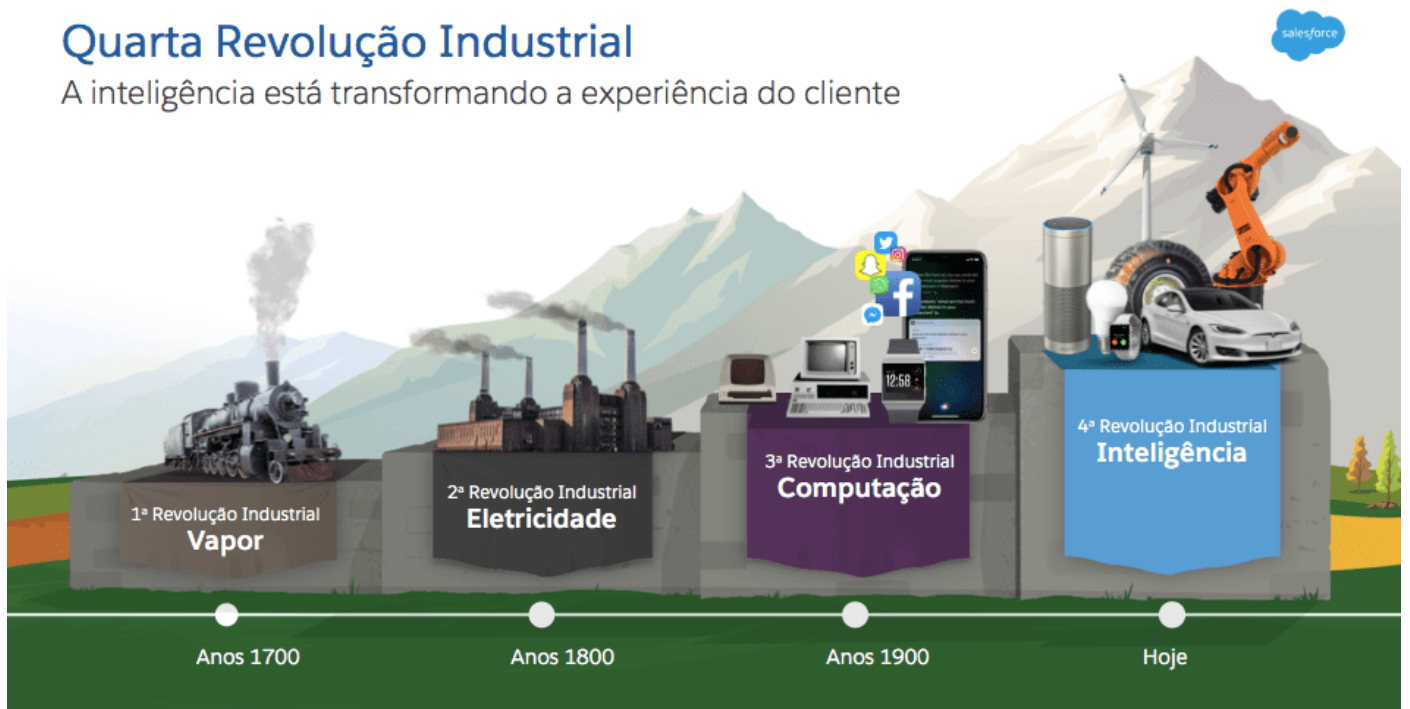 Quarta Revolução Industrial
A inteligência está transformando a experiência do cliente
salesforce
1ª Revolução Industrial
Vapor
2ª Revolução Industrial
Eletricidade
12:58
3ª Revolução Industrial
Computação
4ª Revolução Industrial
Inteligência
Anos 1700
Anos 1800
Anos 1900
Hoje